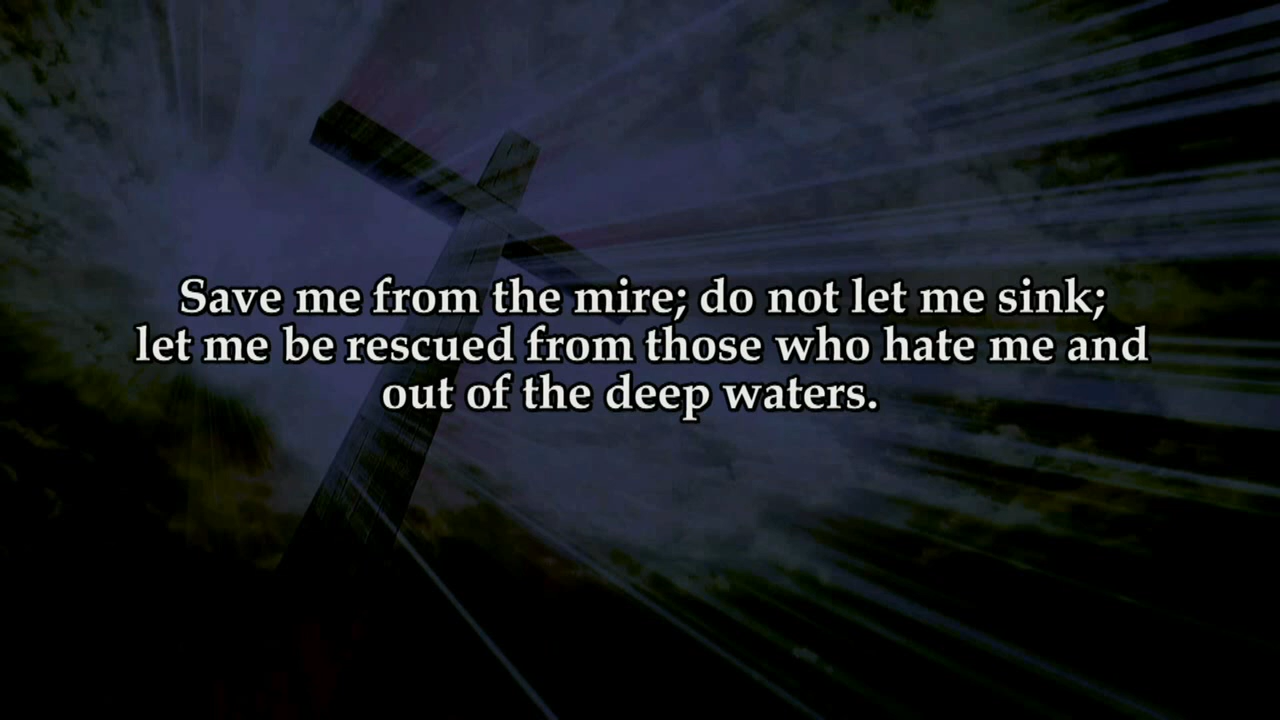 Save me from the mire; do not let me sink;
let me be rescued from those who hate me and
out of the deep waters.